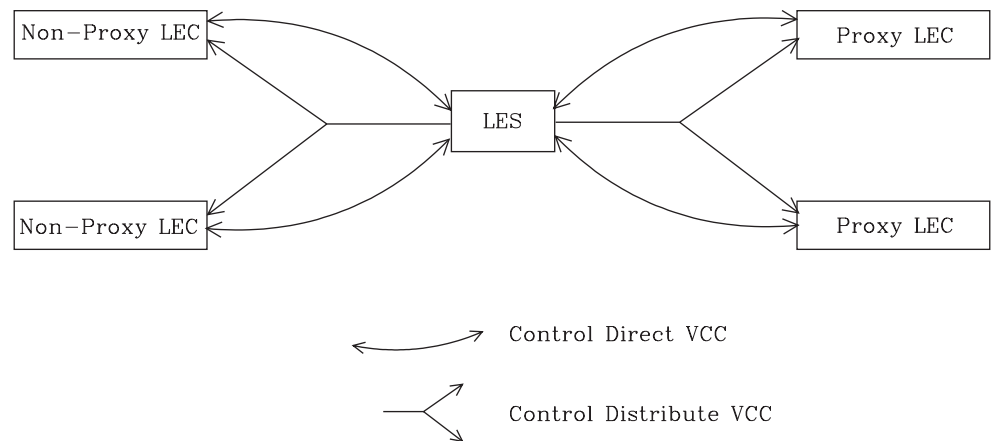 Non-Proxy LEC
Proxy LEC
LES
Non-Proxy LEC
Proxy LEC
Control Direct VCC
Control Distribute VCC